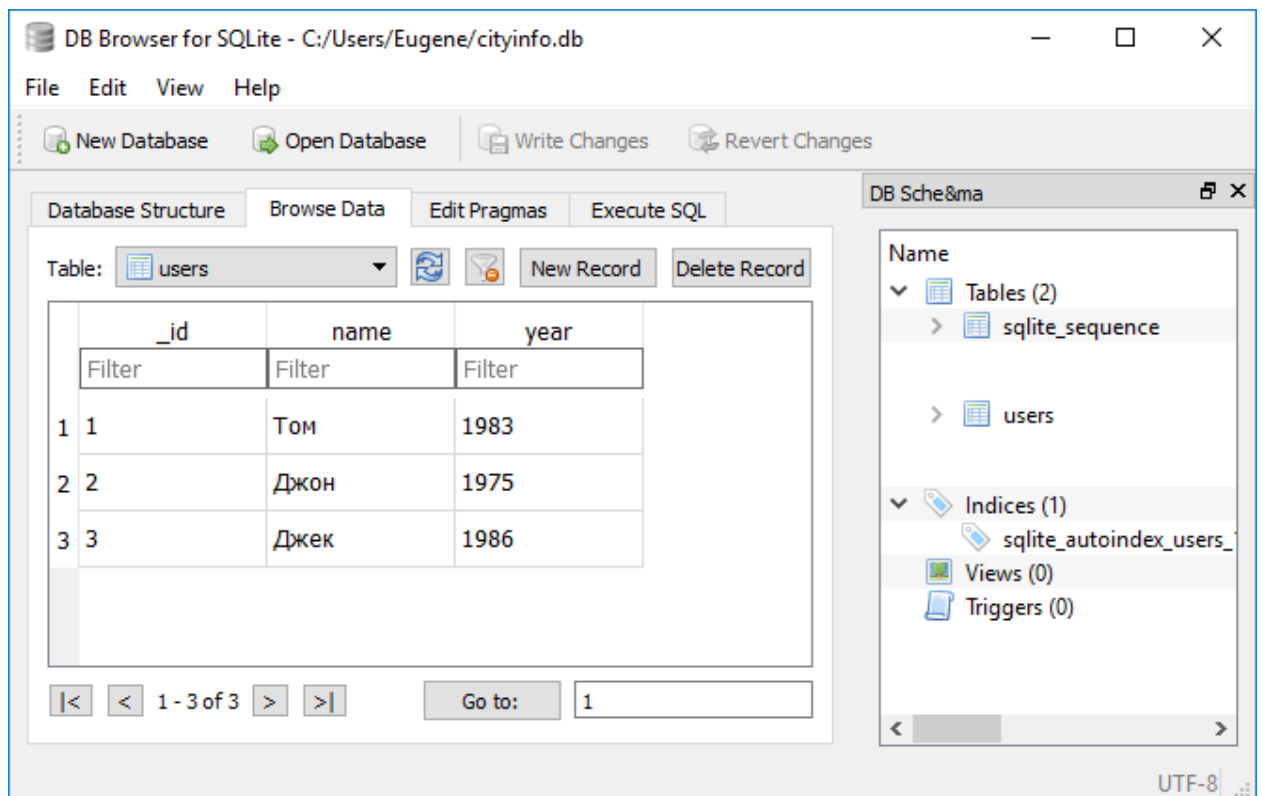 DB Browser for SQLite - C:/Users/Eugene/cityinfo.db
File Edit View Help
New Database Open Database Write Changes Revert Changes
Database Structure Browse Data Edit Pragmas Execute SQL
Table: users New Record Delete Record
_id name year
Filter Filter Filter
1 1 Том 1983
2 2 Джон 1975
3 3 Джек 1986
|< < 1 - 3 of 3 > >| Go to: 1
DB Sche&ma
Name
Tables (2)
sqlite_sequence
users
Indices (1)
sqlite_autoindex_users_
Views (0)
Triggers (0)
UTF-8